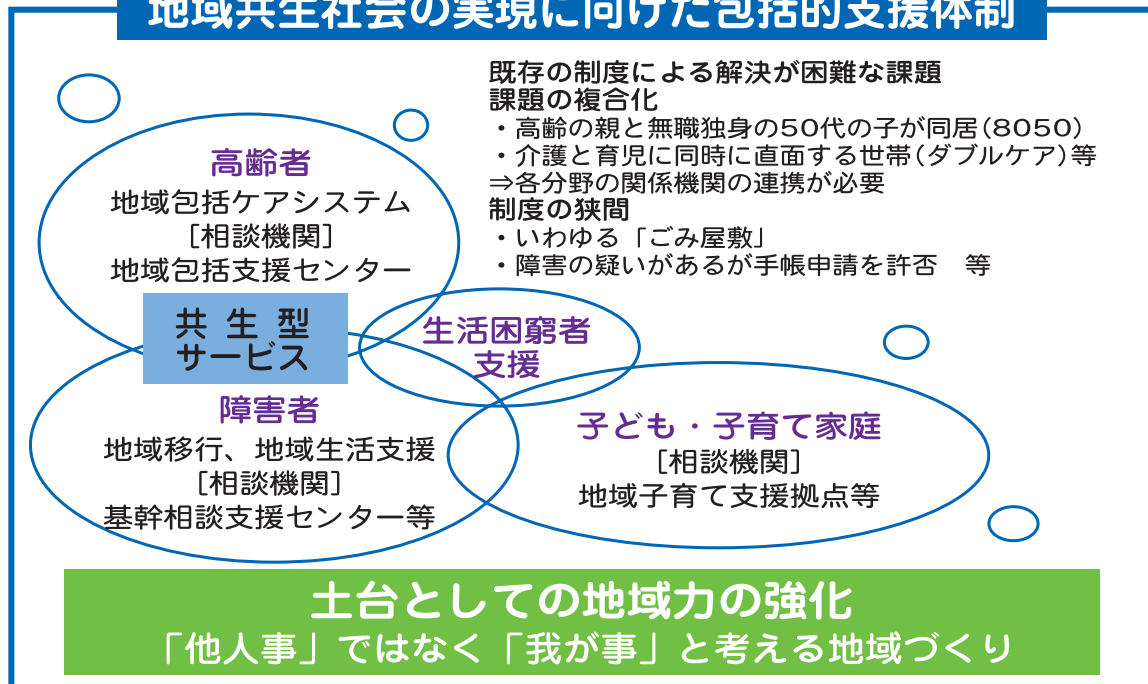 地域共生社会の実現に向けた包括的支援体制
既存の制度による解決が困難な課題
課題の複合化
・高齢の親と無職独身の50代の子が同居(8050)
・介護と育児に同時に直面する世帯(ダブルケア)等
⇒各分野の関係機関の連携が必要
制度の狭間
・いわゆる「ごみ屋敷」
・障害の疑いがあるが手帳申請を許否　等
高齢者
地域包括ケアシステム
[相談機関]
地域包括支援センター
共生型
サービス
生活困窮者
支援
障害者
地域移行、地域生活支援
[相談機関]
基幹相談支援センター等
子ども・子育て家庭
[相談機関]
地域子育て支援拠点等
土台としての地域力の強化
「他人事」ではなく「我が事」と考える地域づくり